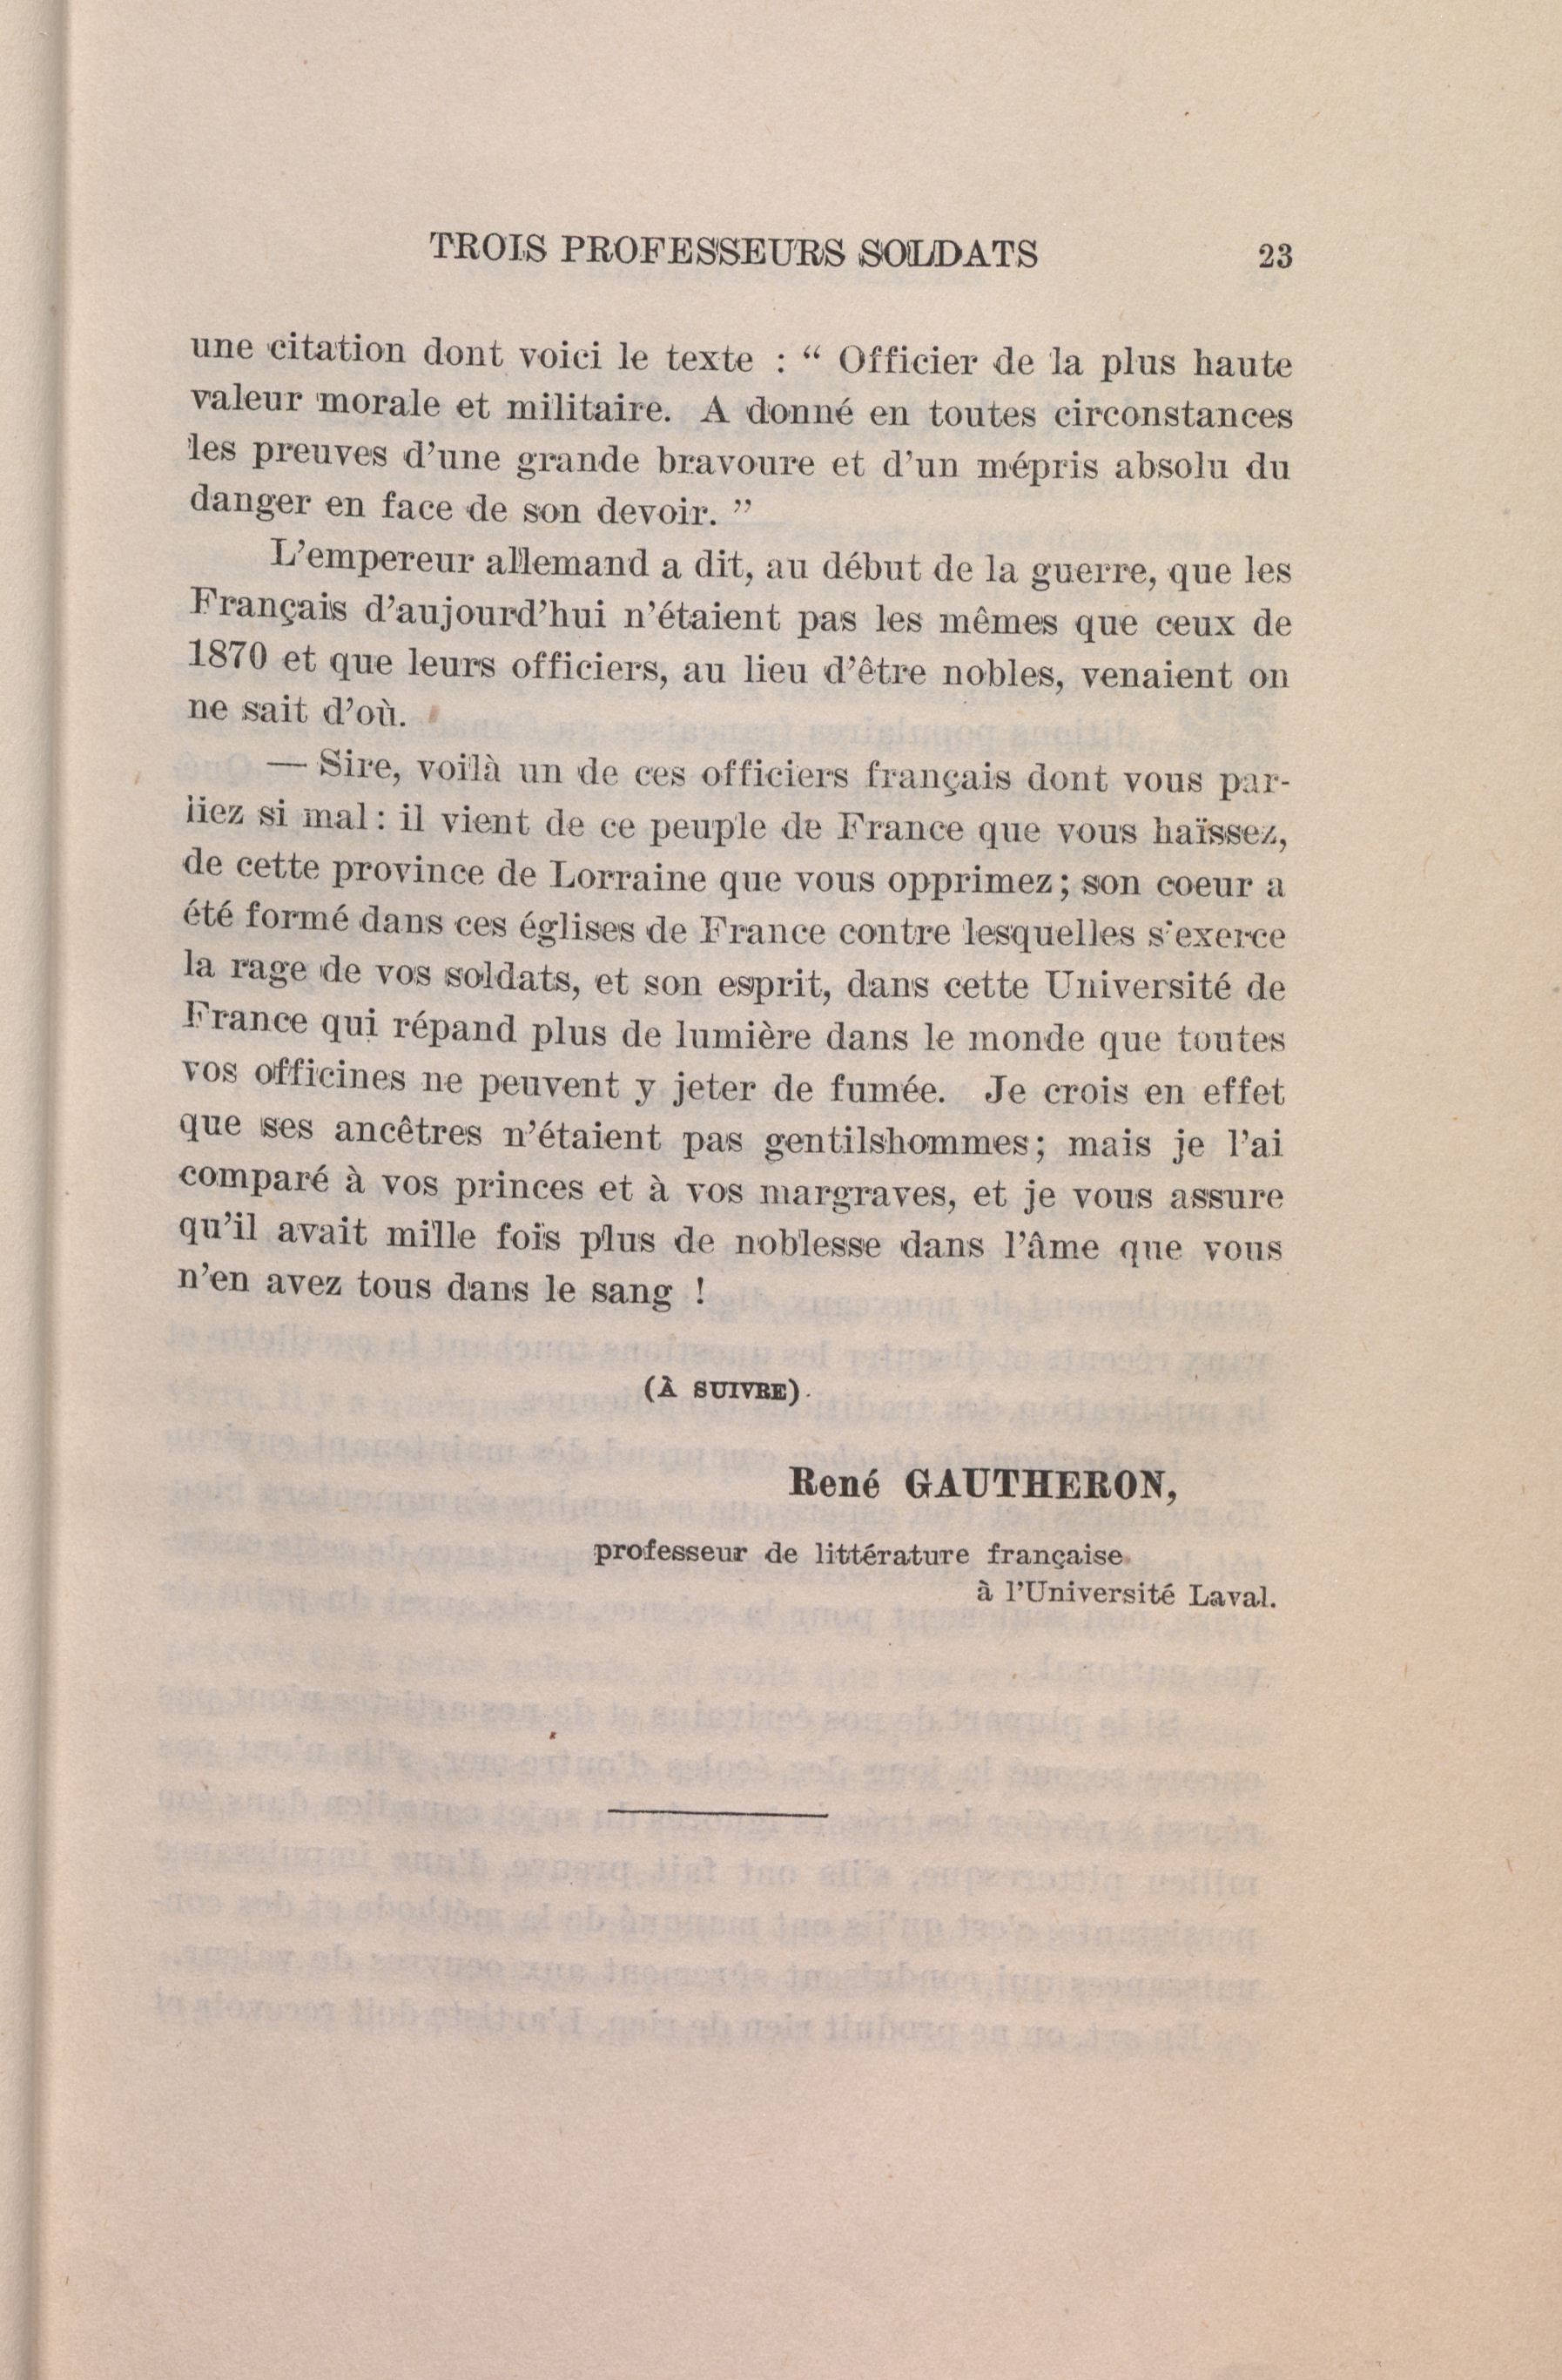 TROIS PROFESSEURS SOLDATS 23
une citation dont voici le texte : “ Officier de la plus haute
valeur morale et militaire. A donné en toutes circonstances
les preuves d’une grande bravoure et d’un mépris absolu du
danger en face de son devoir. ”
L’empereur allemand a dit, au début de la guerre, que les
Français d’aujourd’hui n’étaient pas les mêmes que ceux de
1870 et que leurs officiers, au lieu d’être nobles, venaient on
ne sait d’où.
— Sire, voilà un de ces officiers français dont vous par-
liez si mal : il vient de ce peuple de France que vous haïssez,
de cette province de Lorraine que vous opprimez ; son coeur a
été formé dans ces églises de France contre lesquelles s’exerce
la rage de vos soldats, et son esprit, dans cette Université de
France qui répand plus de lumière dans le monde que toutes
vos officines ne peuvent y jeter de fumée. Je crois en effet
que ses ancêtres n’étaient pas gentilshommes ; mais je l’ai
comparé à vos princes et à vos margraves, et je vous assure
qu’il avait mille fois plus de noblesse dans l’âme que vous
n’en avez tous dans le sang !
(À SUIVRE).
René GAUTHERON,
professeur de littérature française
à l’Université Laval.